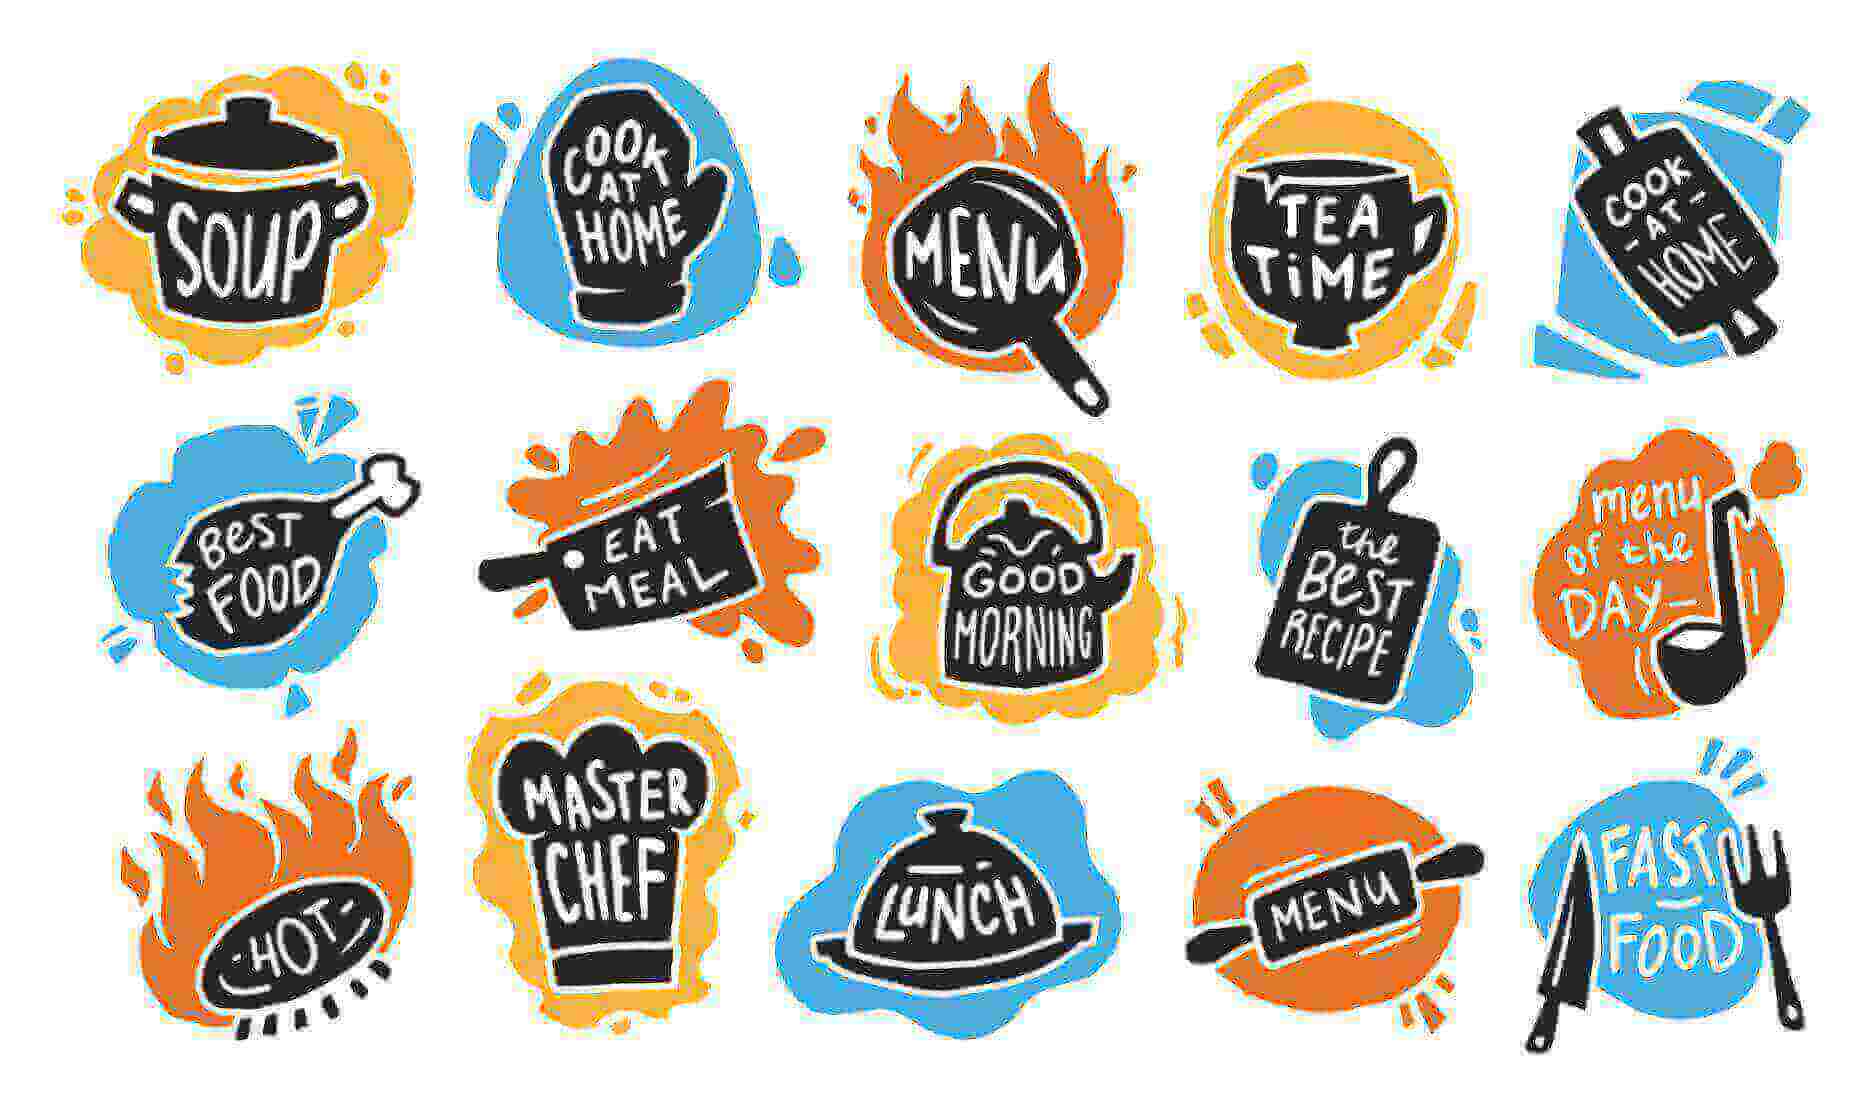 SOUP
COOK
AT
HOME
MENU
TEA
TiME
COOK
- AT -
HOME
BeST
FOOD
EAT
MEAL
GOOD
MORNING
the
BeST
RECIPE
menu
of the
DAY-
HOT
MASTER
CHEF
LUNCH
MENU
FAST
FOOD